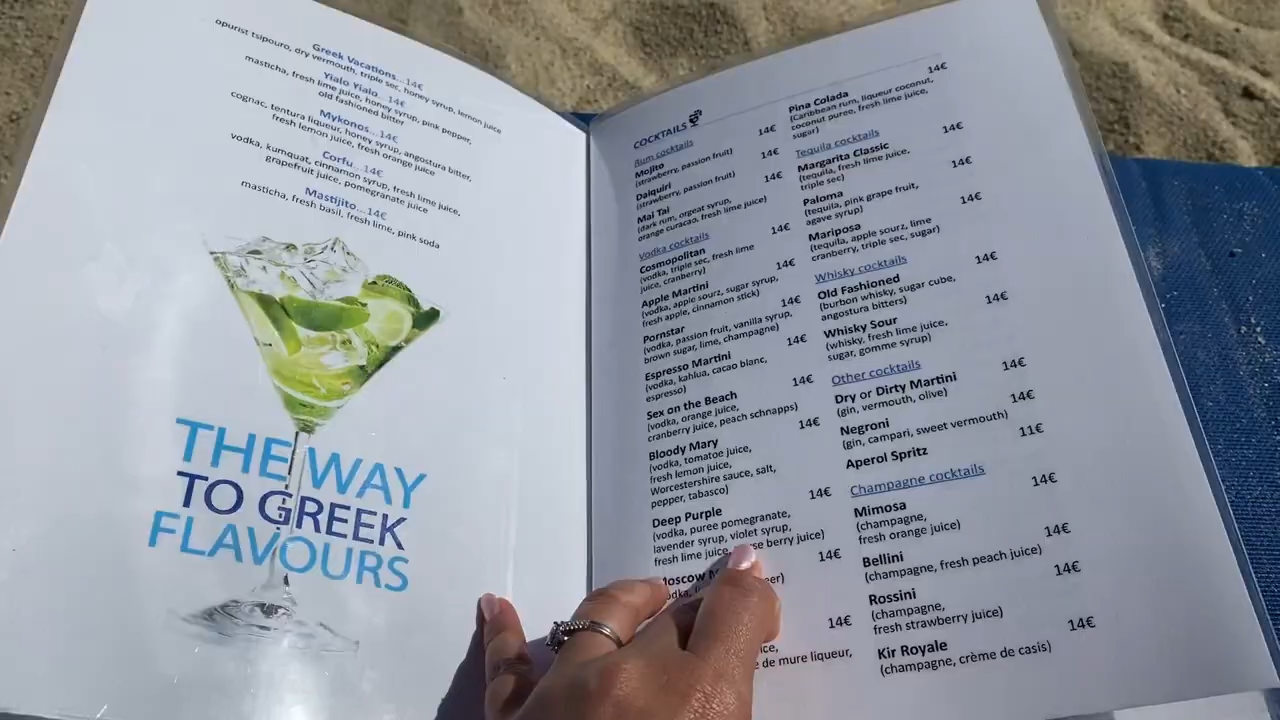 Greek Vacations...14€
opurist tsipouro, dry vermouth, triple sec, honey syrup, lemon juice
Yialo Yialo...14€
masticha, fresh lime juice, honey syrup, pink pepper,
old fashioned bitter
Mykonos...14€
cognac, tentura liqueur, honey syrup, angostura bitter,
fresh lemon juice, fresh orange juice
Corfu...14€
vodka, kumquat, cinnamon syrup, fresh lime juice,
grapefruit juice, pomegranate juice
Mastijito...14€
masticha, fresh basil, fresh lime, pink soda
THE WAY
TO GREEK
FLAVOURS
COCKTAILS
Rum cocktails
Mojito 14€
(strawberry, passion fruit)
Daiquiri 14€
(strawberry, passion fruit)
Mai Tai 14€
(dark rum, orgeat syrup,
orange curacao, fresh lime juice)
Vodka cocktails
Cosmopolitan 14€
(vodka, triple sec, fresh lime
juice, cranberry)
Apple Martini 14€
(vodka, apple sourz, sugar syrup,
fresh apple, cinnamon stick)
Pornstar 14€
(vodka, passion fruit, vanilla syrup,
brown sugar, lime, champagne)
Espresso Martini 14€
(vodka, kahlua, cacao blanc,
espresso)
Sex on the Beach 14€
(vodka, orange juice,
cranberry juice, peach schnapps)
Bloody Mary 14€
(vodka, tomatoe juice,
fresh lemon juice,
Worcestershire sauce, salt,
pepper, tabasco)
Deep Purple 14€
(vodka, puree pomegranate,
lavender syrup, violet syrup,
fresh lime juice, berry juice)
Moscow 14€
14€
de mure liqueur,
Pina Colada 14€
(Caribbean rum, liqueur coconut,
coconut puree, fresh lime juice,
sugar)
Tequila cocktails
Margarita Classic 14€
(tequila, fresh lime juice,
triple sec)
Paloma 14€
(tequila, pink grape fruit,
agave syrup)
Mariposa 14€
(tequila, apple sourz, lime
cranberry, triple sec, sugar)
Whisky cocktails
Old Fashioned 14€
(burbon whisky, sugar cube,
angostura bitters)
Whisky Sour 14€
(whisky, fresh lime juice,
sugar, gomme syrup)
Other cocktails
Dry or Dirty Martini 14€
(gin, vermouth, olive)
Negroni 14€
(gin, campari, sweet vermouth)
Aperol Spritz 11€
Champagne cocktails
Mimosa 14€
(champagne,
fresh orange juice)
Bellini 14€
(champagne, fresh peach juice)
Rossini 14€
(champagne,
fresh strawberry juice)
Kir Royale 14€
(champagne, crème de casis)